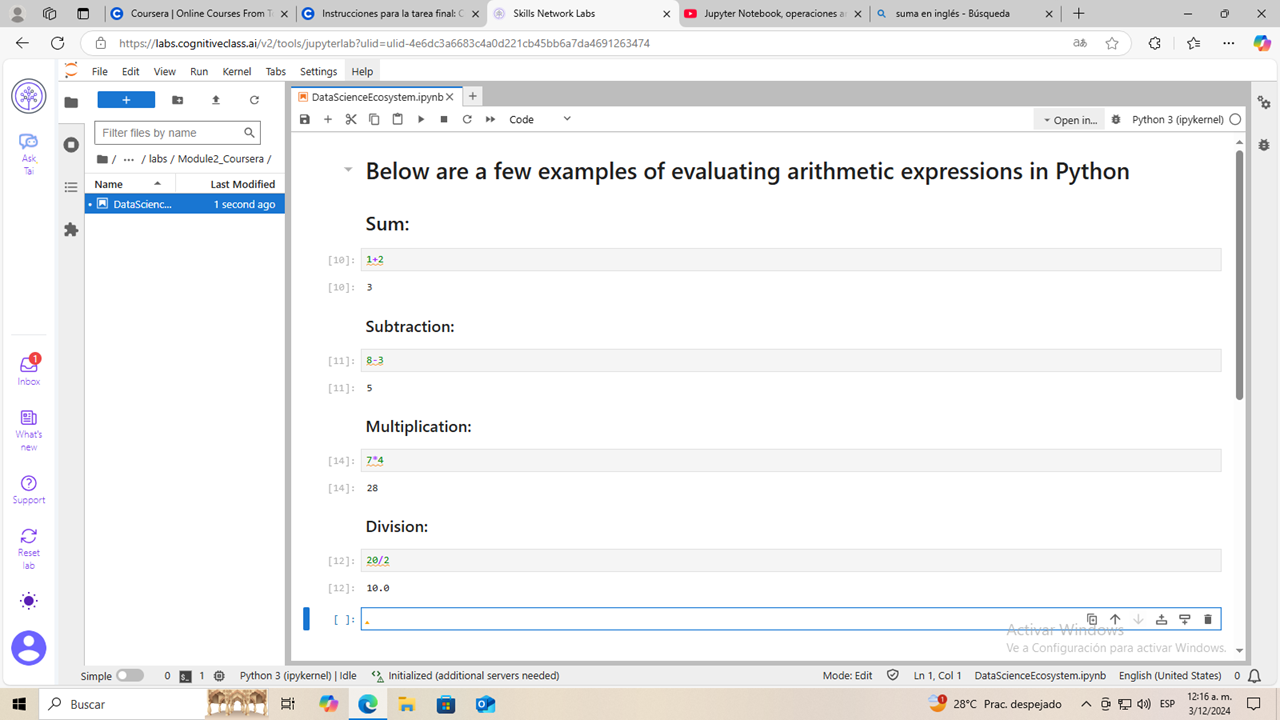 Coursera | Online Courses From T
Instrucciones para la tarea final: C
Skills Network Labs
Jupyter Notebook, operaciones a
suma en inglés - Búsqueda
https://labs.cognitiveclass.ai/v2/tools/jupyterlab?ulid=ulid-4e6dc3a6683c4a0d221cb45bb6a7da4691263474
File Edit View Run Kernel Tabs Settings Help
Ask Tai
Inbox
1
What's new
Support
Reset lab
Filter files by name
/ ··· / labs / Module2_Coursera /
Name Last Modified
DataScienc... 1 second ago
DataScienceEcosystem.ipynb
Code
Open in...
Python 3 (ipykernel)
Below are a few examples of evaluating arithmetic expressions in Python
Sum:
[10]: 1+2
[10]: 3
Subtraction:
[11]: 8-3
[11]: 5
Multiplication:
[14]: 7*4
[14]: 28
Division:
[12]: 20/2
[12]: 10.0
[ ]:
Activar Windows
Ve a Configuración para activar Windows.
Simple 0 1 Python 3 (ipykernel) | Idle Initialized (additional servers needed) Mode: Edit Ln 1, Col 1 DataScienceEcosystem.ipynb English (United States) 0
Buscar
1
28°C Prac. despejado
ESP
12:16 a. m.
3/12/2024